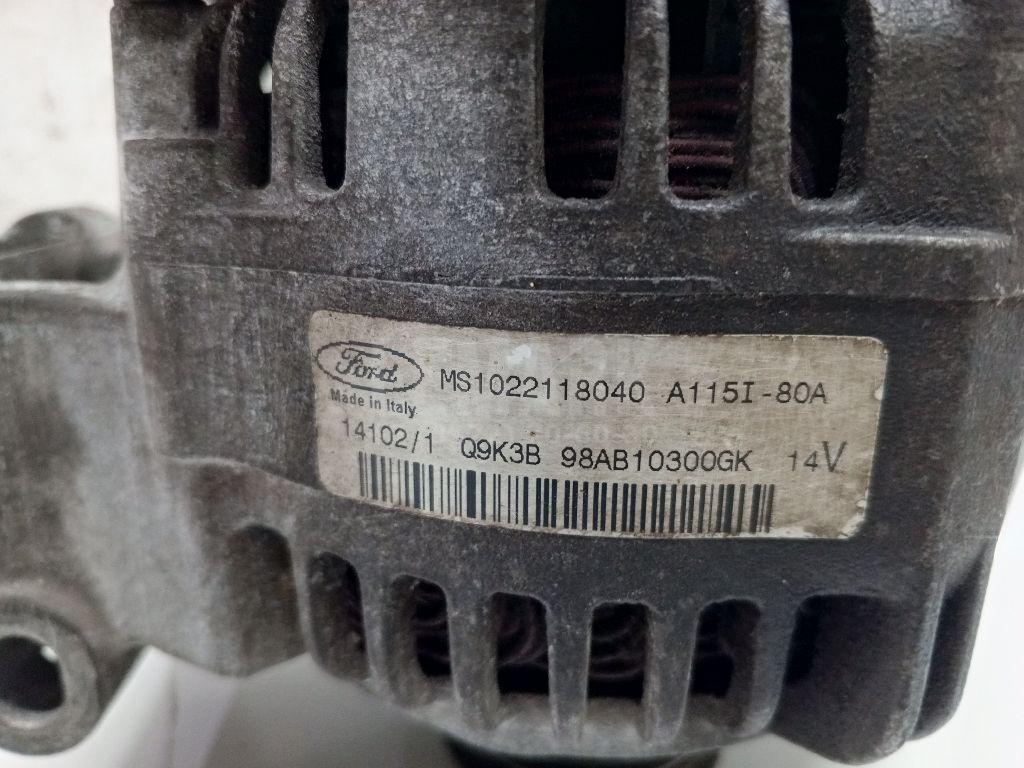 Ford MS1022118040 A115I-80A
Made in Italy
14102/1 Q9K3B 98AB10300GK 14V